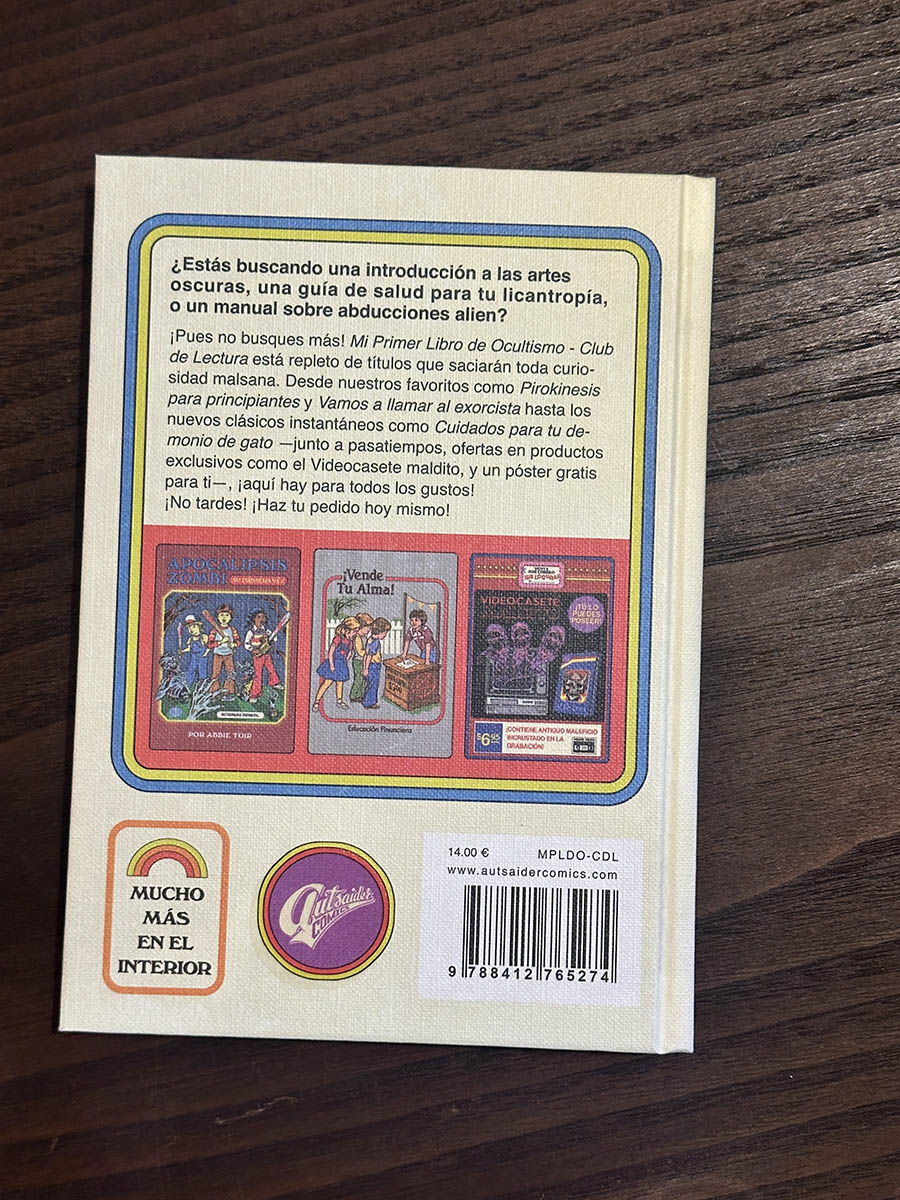 ¿Estás buscando una introducción a las artes
oscuras, una guía de salud para tu licantropía,
o un manual sobre abducciones alien?
¡Pues no busques más! Mi Primer Libro de Ocultismo - Club
de Lectura está repleto de títulos que saciarán toda curio-
sidad malsana. Desde nuestros favoritos como Pirokinesis
para principiantes y Vamos a llamar al exorcista hasta los
nuevos clásicos instantáneos como Cuidados para tu de-
monio de gato —junto a pasatiempos, ofertas en productos
exclusivos como el Videocasete maldito, y un póster gratis
para ti—, ¡aquí hay para todos los gustos!
¡No tardes! ¡Haz tu pedido hoy mismo!
APOCALIPSIS
ZOMBI
ACTIVIDAD INFANTIL
POR ABBIE TOIR
¡Vende
Tu Alma!
Educación Financiera
VIDEOCASETE
¡TÚ LO
PUEDES
POSEER!
$6.95
¡CONTIENE ANTIGUO MALEFICIO
INCRUSTADO EN LA
GRABACIÓN!
MUCHO
MÁS
EN EL
INTERIOR
Autsaider
COMICS
14.00 € MPLDO-CDL
www.autsaidercomics.com
9 788412 765274